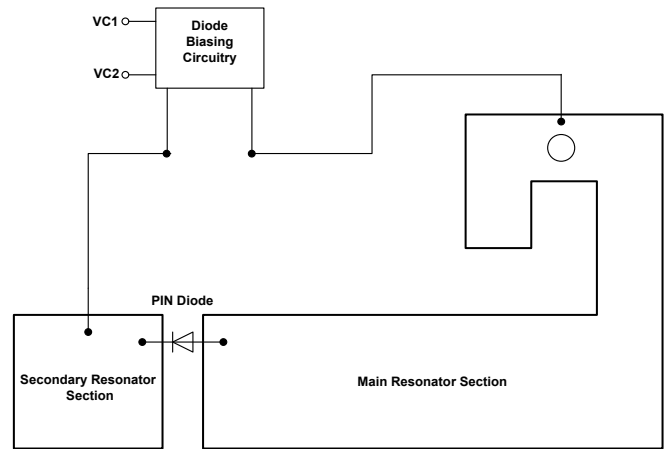 VC1
VC2
Diode
Biasing
Circuitry
PIN Diode
Secondary Resonator
Section
Main Resonator Section